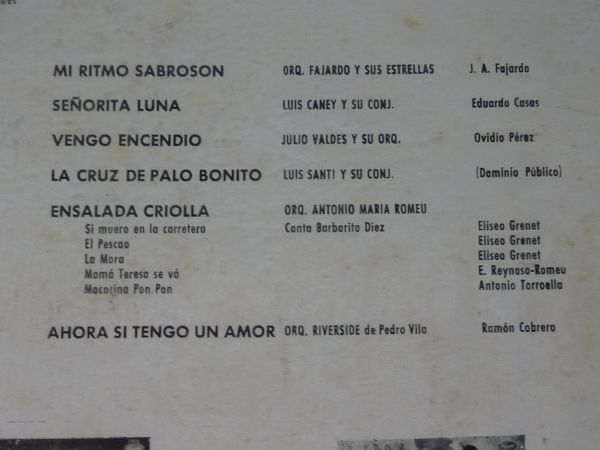 des
MI RITMO SABROSON ORQ. FAJARDO Y SUS ESTRELLAS J. A. Fajardo
SEÑORITA LUNA LUIS CANEY Y SU CONJ. Eduardo Casas
VENGO ENCENDIO JULIO VALDES Y SU ORQ. Ovidio Pérez
LA CRUZ DE PALO BONITO LUIS SANTI Y SU CONJ. (Dominio Público)
ENSALADA CRIOLLA ORQ. ANTONIO MARIA ROMEU
Si muero en la carretera Canta Barbarito Diez Eliseo Grenet
El Pescao Eliseo Grenet
La Mora Eliseo Grenet
Mamá Teresa se vá E. Reynoso-Romeu
Macorina Pon Pon Antonio Torroella
AHORA SI TENGO UN AMOR ORQ. RIVERSIDE de Pedro Vila Ramón Cabrera